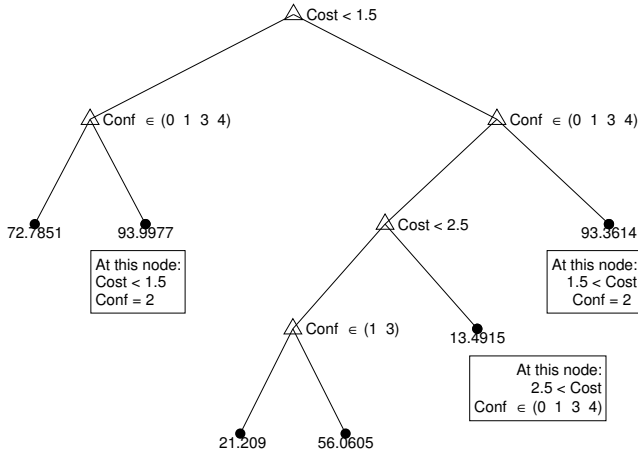 Cost < 1.5
Conf ∈ (0 1 3 4)
Conf ∈ (0 1 3 4)
72.7851
93.9977
Cost < 2.5
93.3614
At this node:
Cost < 1.5
Conf = 2
At this node:
1.5 < Cost
Conf = 2
Conf ∈ (1 3)
13.4915
At this node:
2.5 < Cost
Conf ∈ (0 1 3 4)
21.209
56.0605